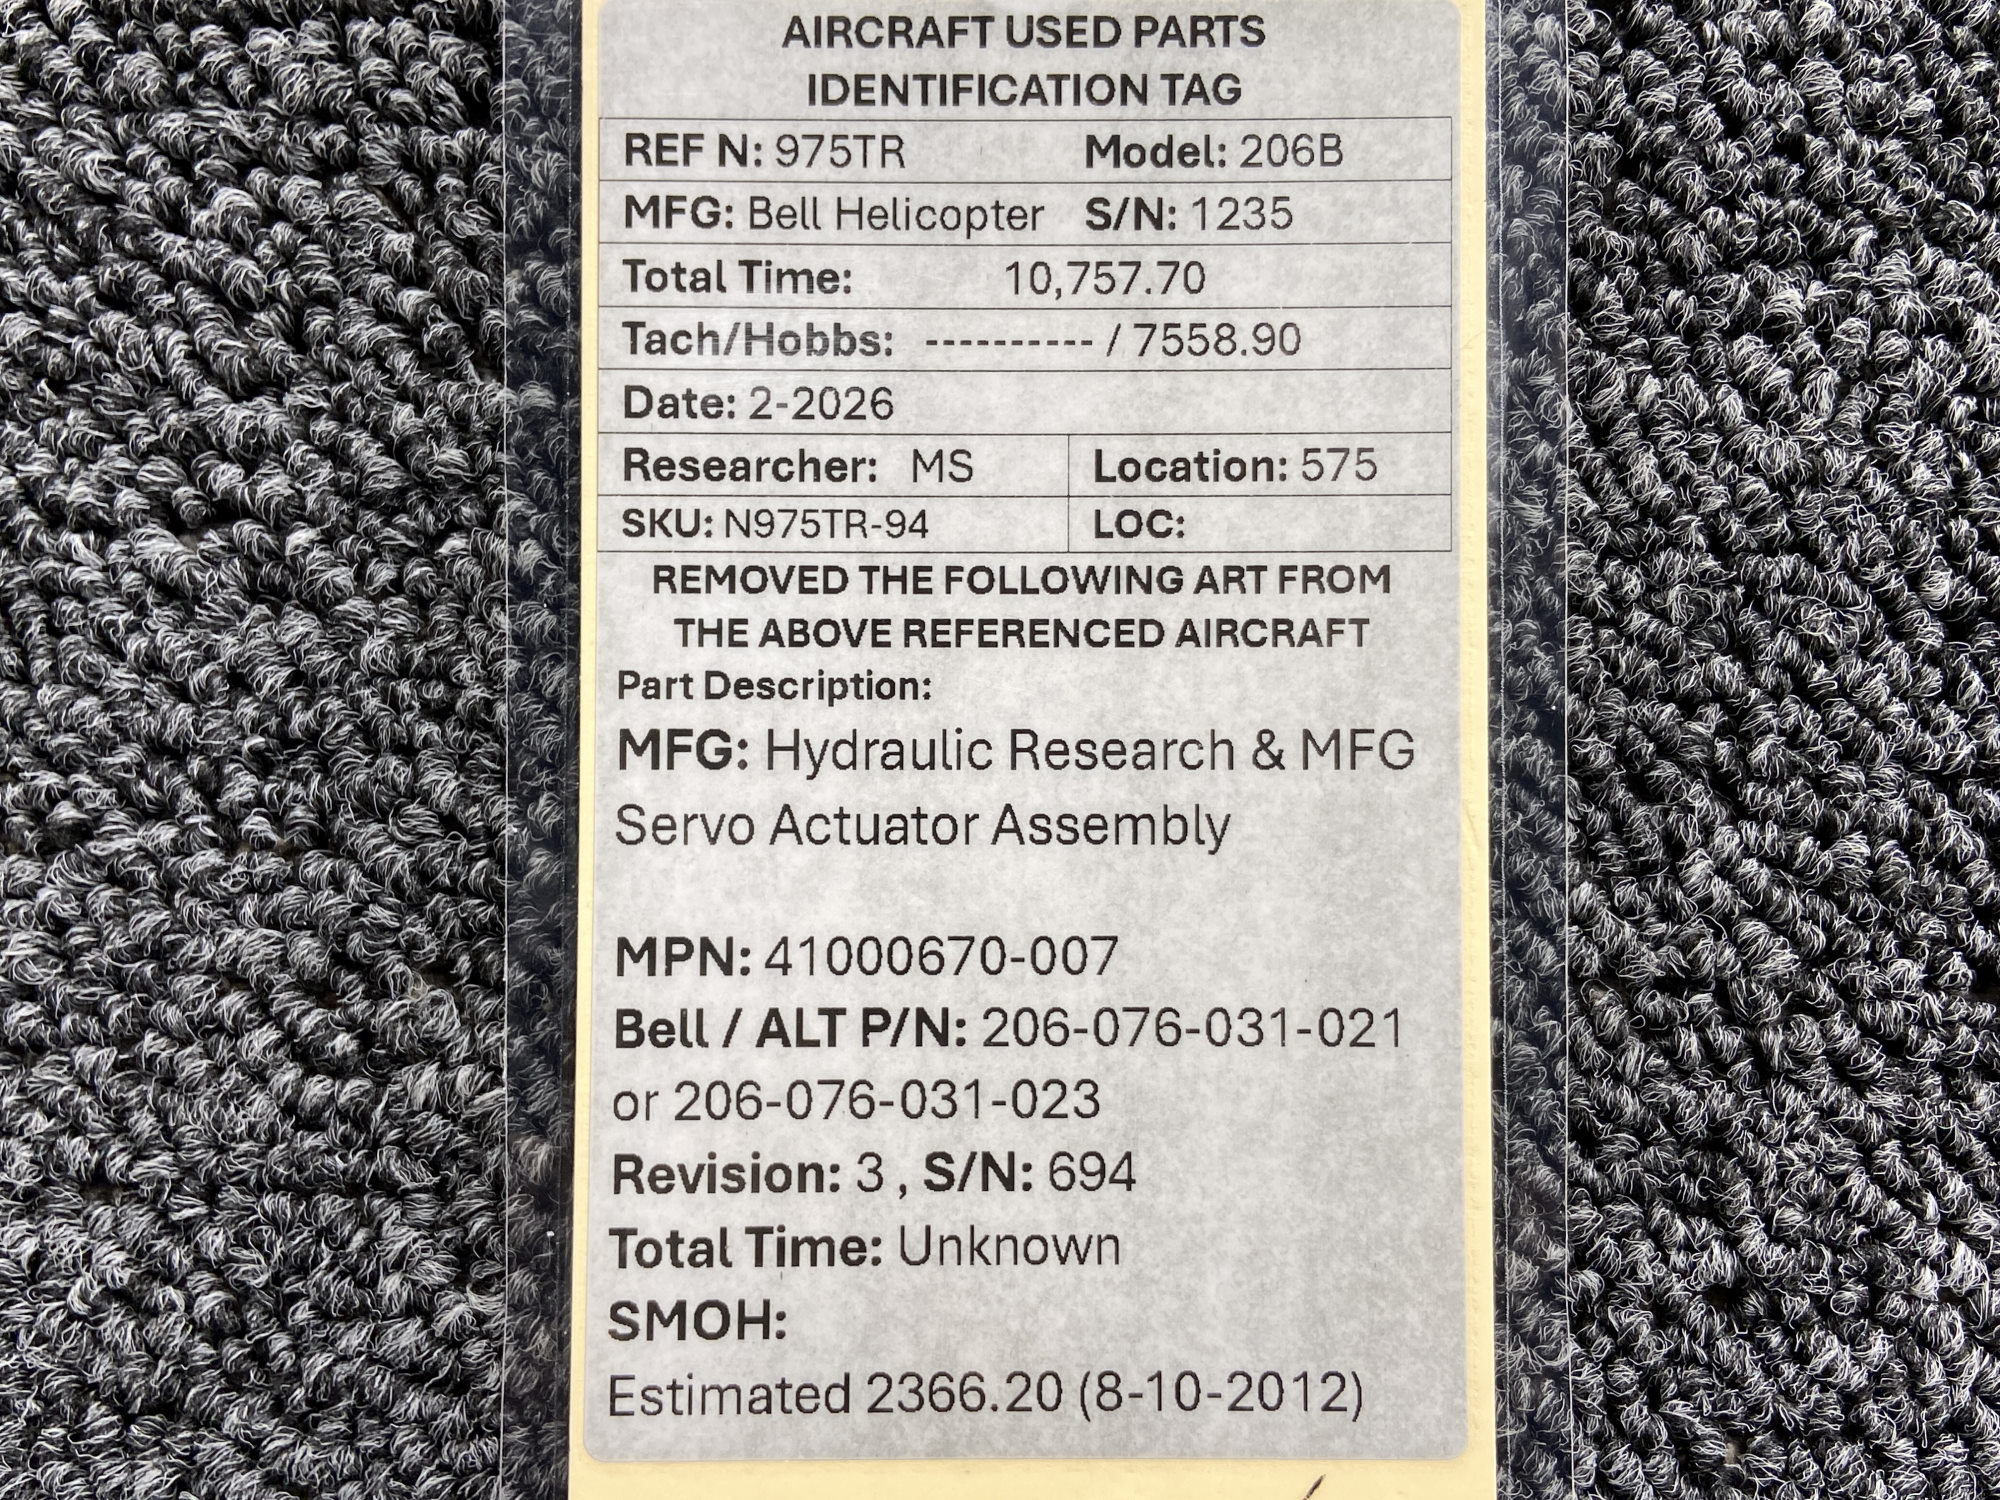 AIRCRAFT USED PARTS
IDENTIFICATION TAG
REF N: 975TR Model: 206B
MFG: Bell Helicopter S/N: 1235
Total Time: 10,757.70
Tach/Hobbs: ---------- / 7558.90
Date: 2-2026
Researcher: MS Location: 575
SKU: N975TR-94 LOC:
REMOVED THE FOLLOWING ART FROM
THE ABOVE REFERENCED AIRCRAFT
Part Description:
MFG: Hydraulic Research & MFG
Servo Actuator Assembly
MPN: 41000670-007
Bell / ALT P/N: 206-076-031-021
or 206-076-031-023
Revision: 3 , S/N: 694
Total Time: Unknown
SMOH:
Estimated 2366.20 (8-10-2012)